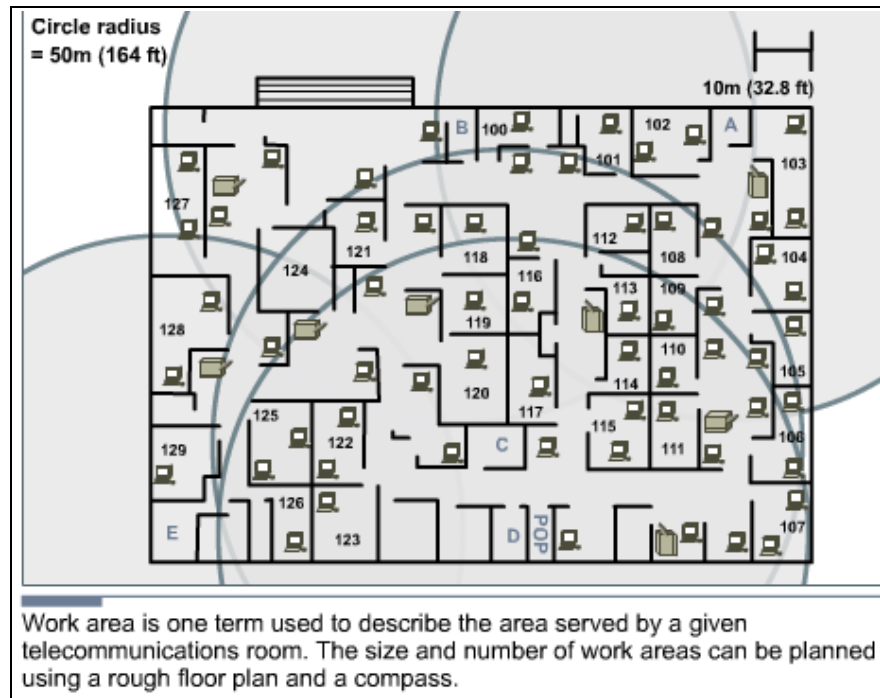 Circle radius
= 50m (164 ft)
10m (32.8 ft)
B
100
102
A
101
103
127
112
121
118
108
104
124
116
113
109
128
119
105
110
114
120
117
125
122
115
106
111
129
C
126
107
E
D
POP
123
Work area is one term used to describe the area served by a given
telecommunications room. The size and number of work areas can be planned
using a rough floor plan and a compass.